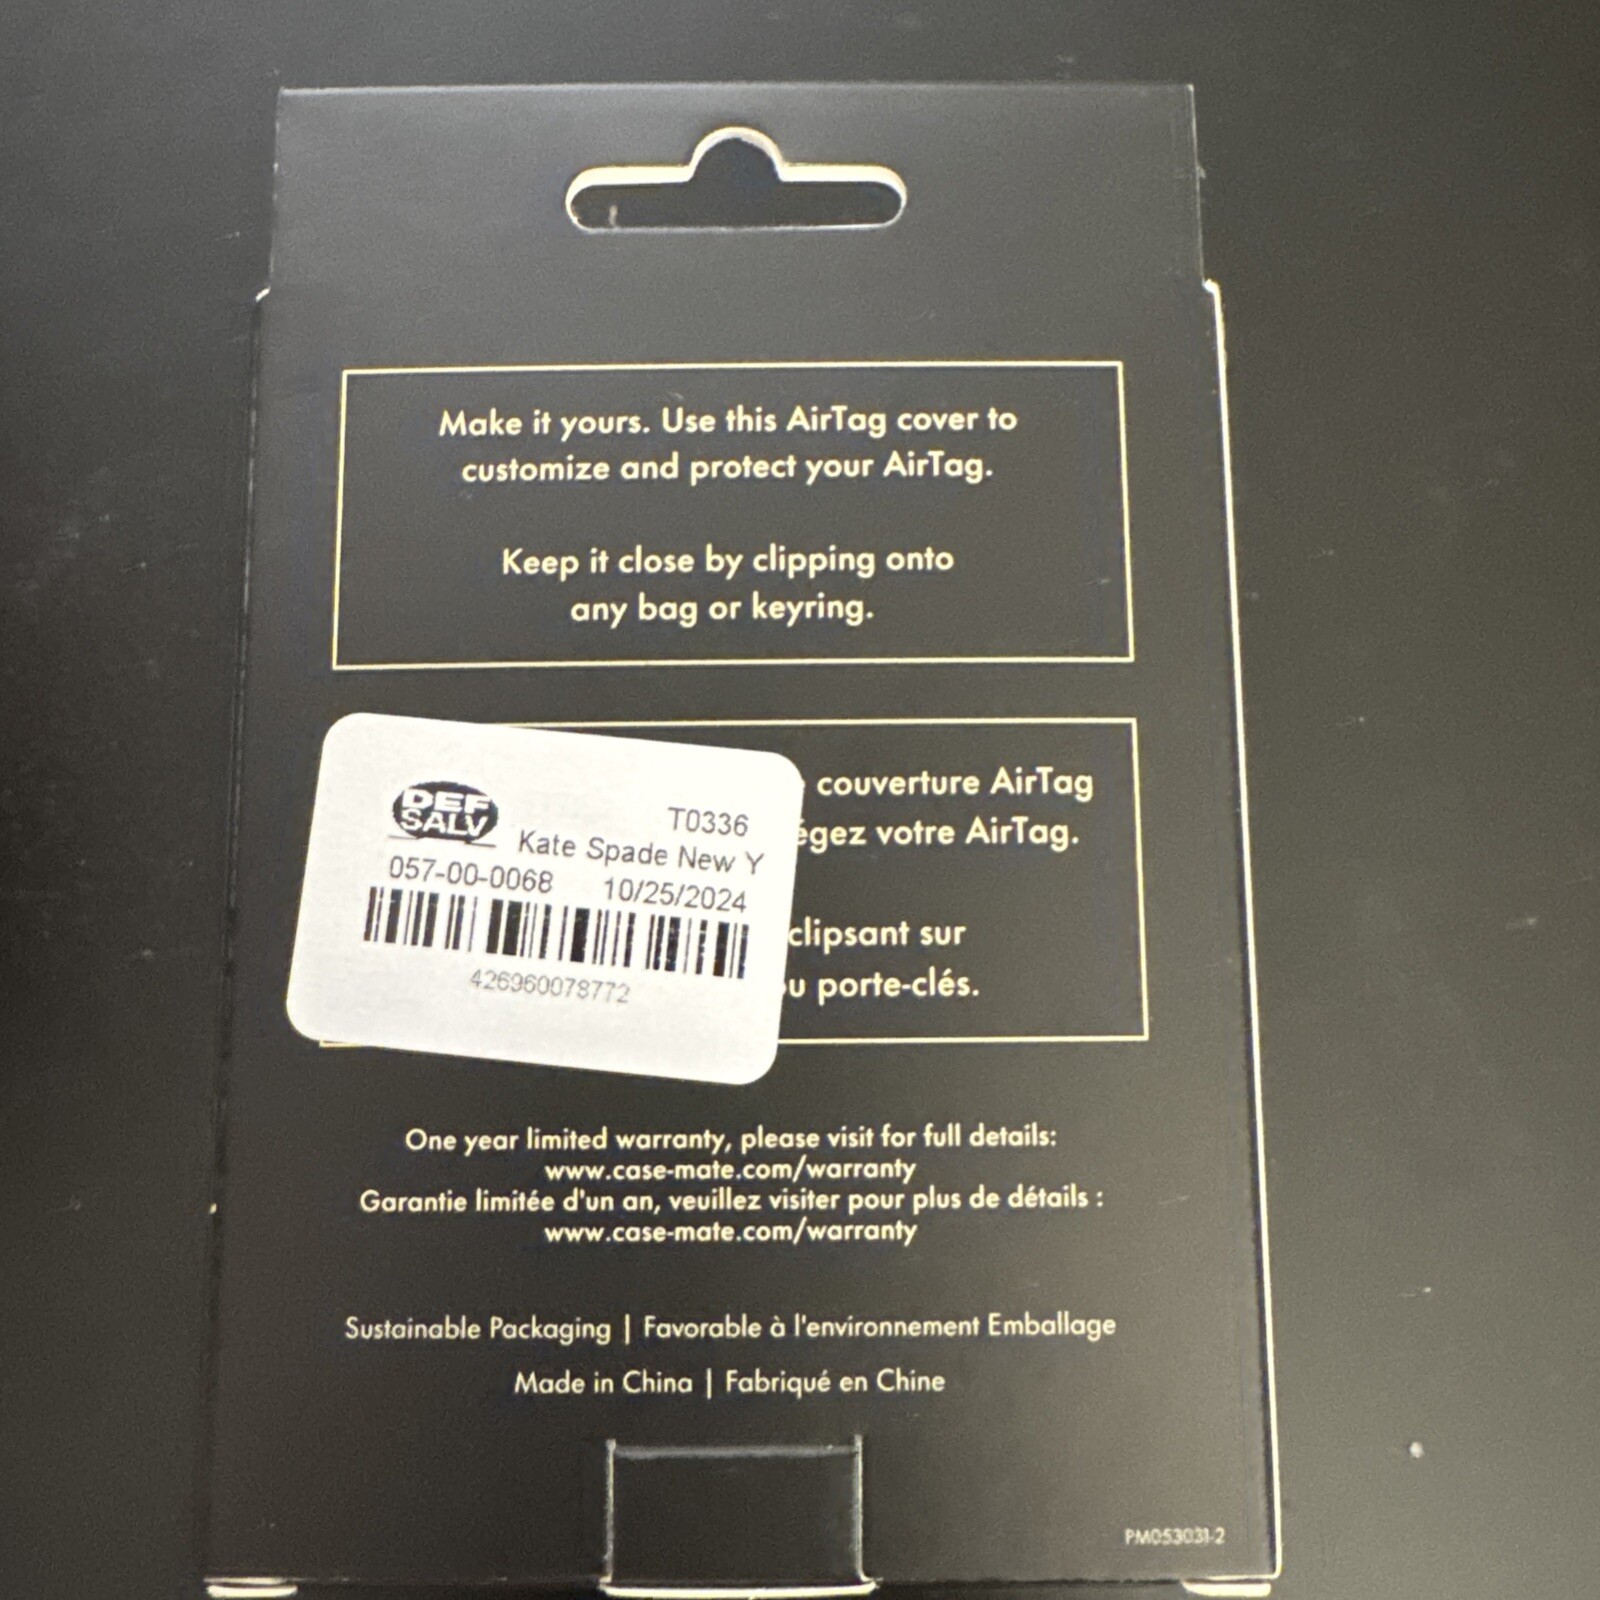 Make it yours. Use this AirTag cover to
customize and protect your AirTag.
Keep it close by clipping onto
any bag or keyring.
couverture AirTag
égez votre AirTag.
clipsant sur
u porte-clés.
DEF
SALV
T0336
Kate Spade New Y
057-00-0068 10/25/2024
426960078772
One year limited warranty, please visit for full details:
www.case-mate.com/warranty
Garantie limitée d'un an, veuillez visiter pour plus de détails :
www.case-mate.com/warranty
Sustainable Packaging | Favorable à l'environnement Emballage
Made in China | Fabriqué en Chine
PM053031-2